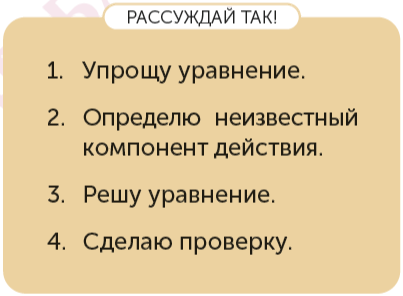 РАССУЖДАЙ ТАК!
1. Упрощу уравнение.
2. Определю неизвестный
компонент действия.
3. Решу уравнение.
4. Сделаю проверку.